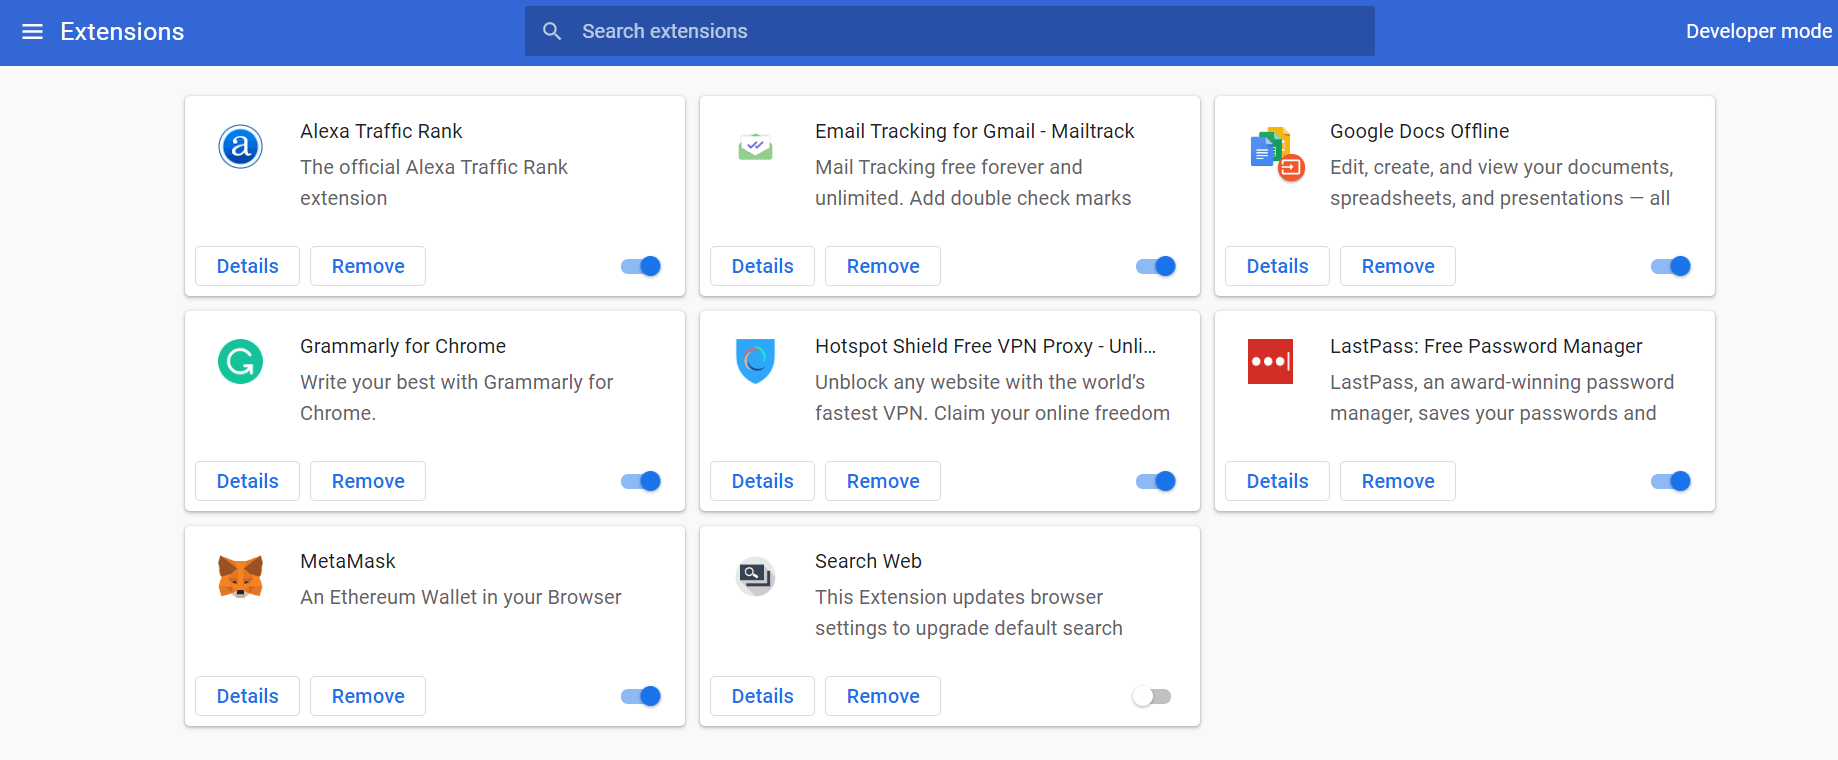 Extensions
Search extensions
Developer mode
Alexa Traffic Rank
The official Alexa Traffic Rank
extension
Details
Remove
Email Tracking for Gmail - Mailtrack
Mail Tracking free forever and
unlimited. Add double check marks
Details
Remove
Google Docs Offline
Edit, create, and view your documents,
spreadsheets, and presentations — all
Details
Remove
Grammarly for Chrome
Write your best with Grammarly for
Chrome.
Details
Remove
Hotspot Shield Free VPN Proxy - Unli…
Unblock any website with the world’s
fastest VPN. Claim your online freedom
Details
Remove
LastPass: Free Password Manager
LastPass, an award-winning password
manager, saves your passwords and
Details
Remove
MetaMask
An Ethereum Wallet in your Browser
Details
Remove
Search Web
This Extension updates browser
settings to upgrade default search
Details
Remove